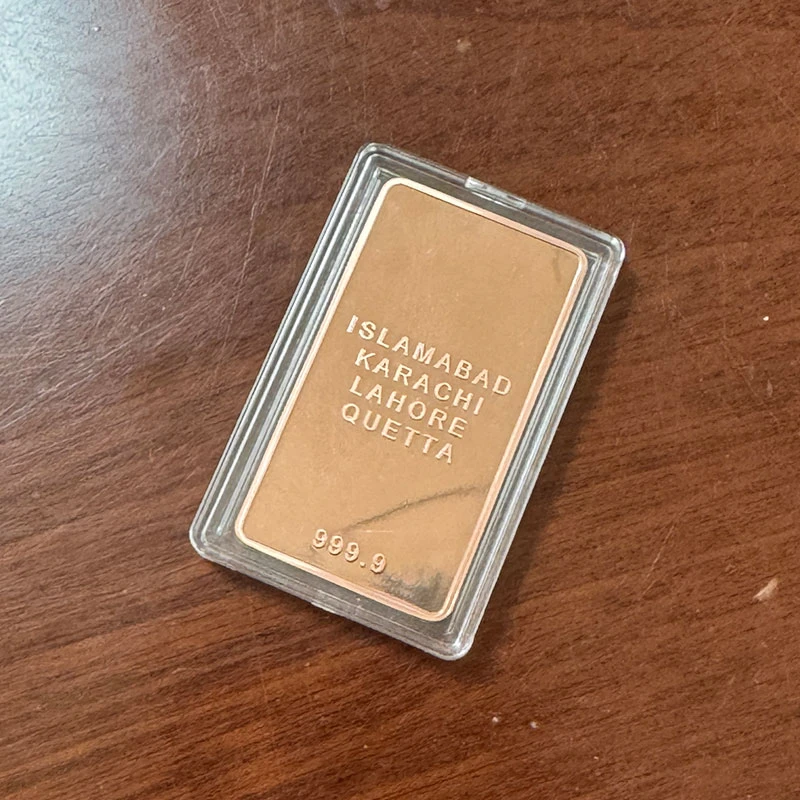 ISLAMABAD
KARACHI
LAHORE
QUETTA
999.9